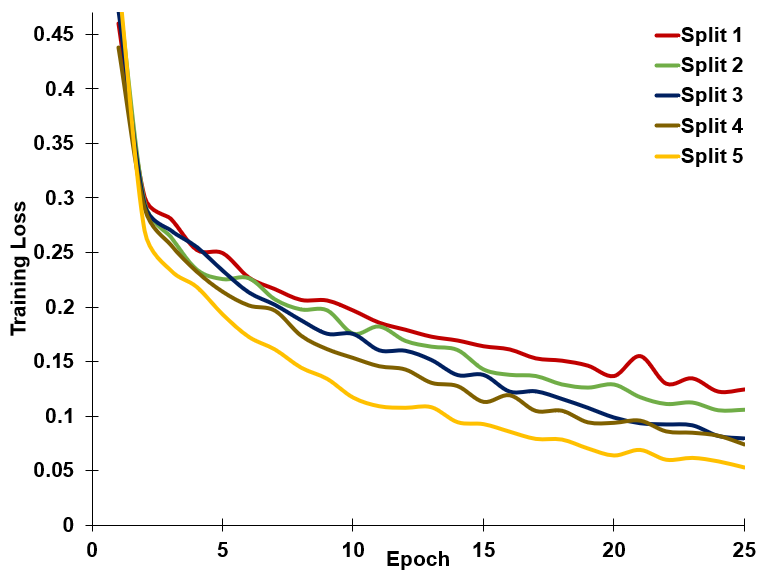 0.45
0.4
0.35
0.3
0.25
0.2
0.15
0.1
0.05
0
Training Loss
0 5 10 15 20 25
Epoch
Split 1
Split 2
Split 3
Split 4
Split 5